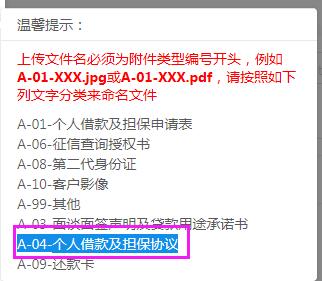 温馨提示：
上传文件名必须为附件类型编号开头，例如
A-01-XXX.jpg或A-01-XXX.pdf，请按照如下
列文字分类来命名文件
A-01-个人借款及担保申请表
A-06-征信查询授权书
A-08-第二代身份证
A-10-客户影像
A-99-其他
A-03-面谈面签声明及贷款用途承诺书
A-04-个人借款及担保协议
A-09-还款卡